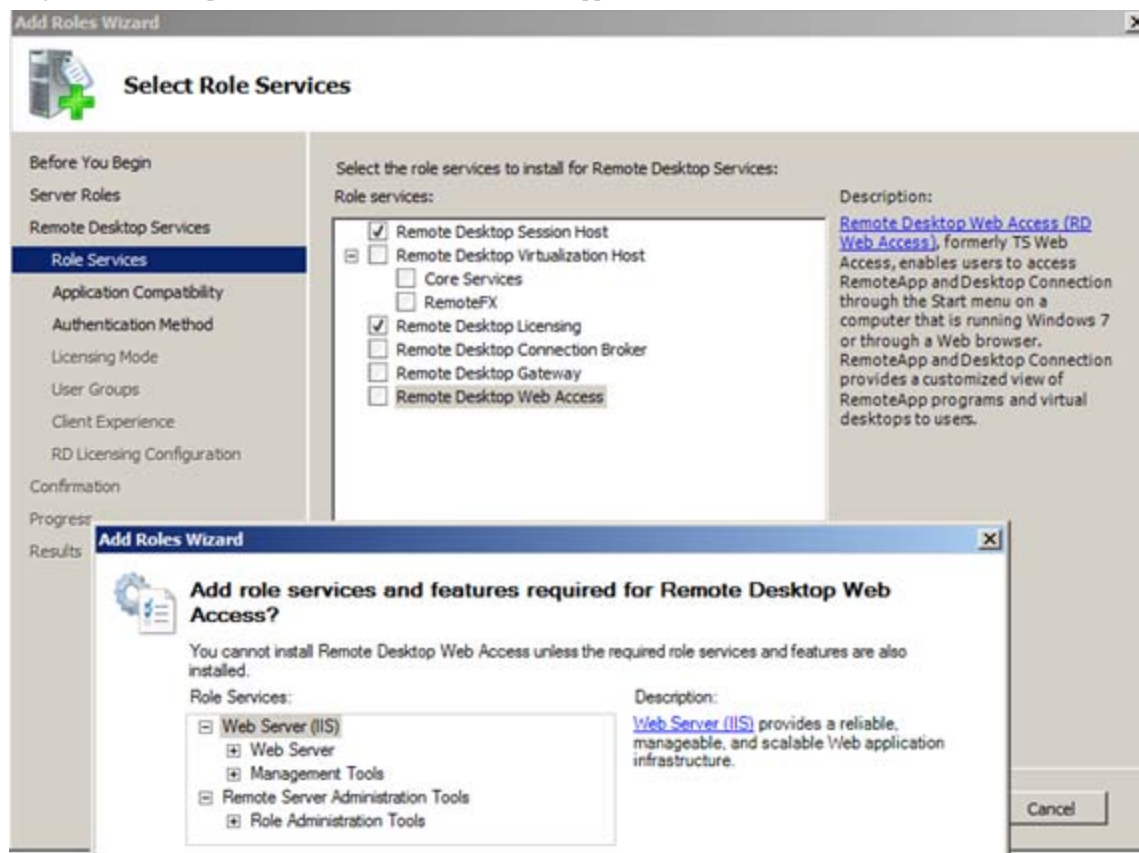 Add Roles Wizard
Select Role Services
Before You Begin
Server Roles
Remote Desktop Services
Role Services
Application Compatibility
Authentication Method
Licensing Mode
User Groups
Client Experience
RD Licensing Configuration
Confirmation
Progress
Results
Select the role services to install for Remote Desktop Services:
Role services:
Remote Desktop Session Host
Remote Desktop Virtualization Host
Core Services
RemoteFX
Remote Desktop Licensing
Remote Desktop Connection Broker
Remote Desktop Gateway
Remote Desktop Web Access
Description:
Remote Desktop Web Access (RD
Web Access), formerly TS Web
Access, enables users to access
RemoteApp and Desktop Connection
through the Start menu on a
computer that is running Windows 7
or through a Web browser.
RemoteApp and Desktop Connection
provides a customized view of
RemoteApp programs and virtual
desktops to users.
Add Roles Wizard
Add role services and features required for Remote Desktop Web
Access?
You cannot install Remote Desktop Web Access unless the required role services and features are also
installed.
Role Services:
Web Server (IIS)
Web Server
Management Tools
Remote Server Administration Tools
Role Administration Tools
Description:
Web Server (IIS) provides a reliable,
manageable, and scalable Web application
infrastructure.
Cancel